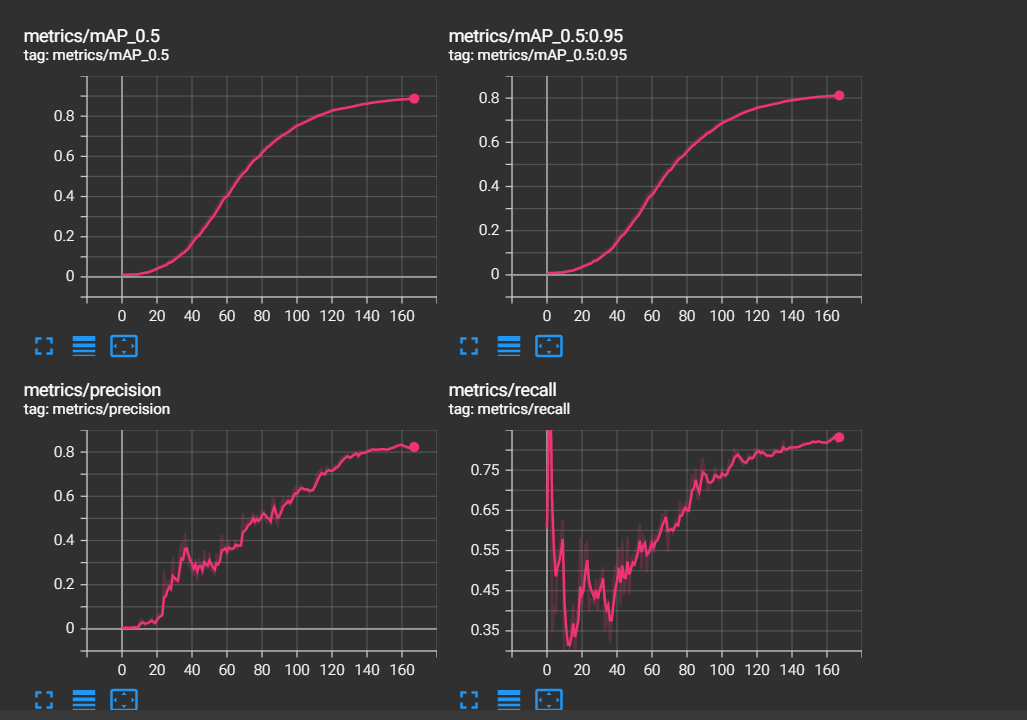 metrics/mAP_0.5
tag: metrics/mAP_0.5
0.8
0.6
0.4
0.2
0
0 20 40 60 80 100 120 140 160
metrics/mAP_0.5:0.95
tag: metrics/mAP_0.5:0.95
0.8
0.6
0.4
0.2
0
0 20 40 60 80 100 120 140 160
metrics/precision
tag: metrics/precision
0.8
0.6
0.4
0.2
0
0 20 40 60 80 100 120 140 160
metrics/recall
tag: metrics/recall
0.75
0.65
0.55
0.45
0.35
0 20 40 60 80 100 120 140 160